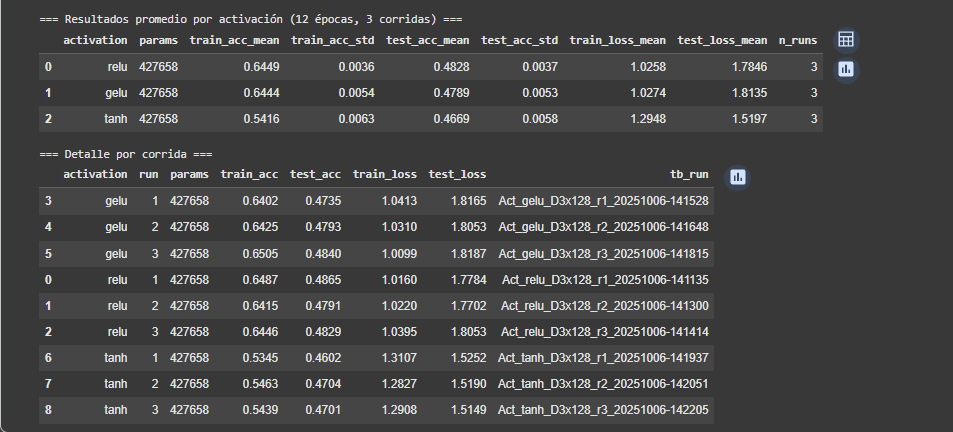 === Resultados promedio por activación (12 épocas, 3 corridas) ===
activation params train_acc_mean train_acc_std test_acc_mean test_acc_std train_loss_mean test_loss_mean n_runs
0 relu 427658 0.6449 0.0036 0.4828 0.0037 1.0258 1.7846 3
1 gelu 427658 0.6444 0.0054 0.4789 0.0053 1.0274 1.8135 3
2 tanh 427658 0.5416 0.0063 0.4669 0.0058 1.2948 1.5197 3
=== Detalle por corrida ===
activation run params train_acc test_acc train_loss test_loss tb_run
3 gelu 1 427658 0.6402 0.4735 1.0413 1.8165 Act_gelu_D3x128_r1_20251006-141528
4 gelu 2 427658 0.6425 0.4793 1.0310 1.8053 Act_gelu_D3x128_r2_20251006-141648
5 gelu 3 427658 0.6505 0.4840 1.0099 1.8187 Act_gelu_D3x128_r3_20251006-141815
0 relu 1 427658 0.6487 0.4865 1.0160 1.7784 Act_relu_D3x128_r1_20251006-141135
1 relu 2 427658 0.6415 0.4791 1.0220 1.7702 Act_relu_D3x128_r2_20251006-141300
2 relu 3 427658 0.6446 0.4829 1.0395 1.8053 Act_relu_D3x128_r3_20251006-141414
6 tanh 1 427658 0.5345 0.4602 1.3107 1.5252 Act_tanh_D3x128_r1_20251006-141937
7 tanh 2 427658 0.5463 0.4704 1.2827 1.5190 Act_tanh_D3x128_r2_20251006-142051
8 tanh 3 427658 0.5439 0.4701 1.2908 1.5149 Act_tanh_D3x128_r3_20251006-142205